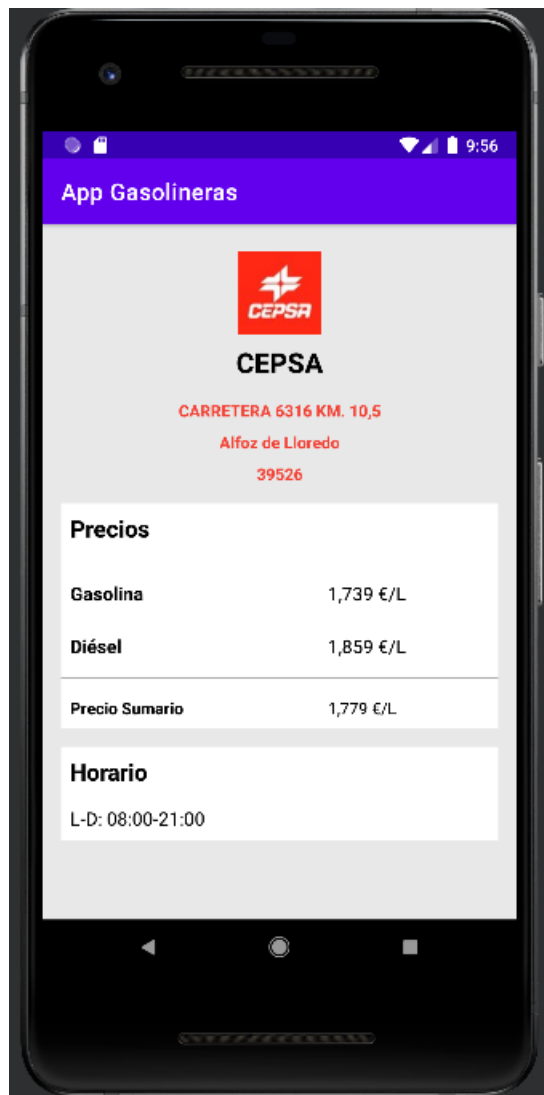 9:56
App Gasolineras
CEPSA
CEPSA
CARRETERA 6316 KM. 10,5
Alfoz de Lloredo
39526
Precios
Gasolina 1,739 €/L
Diésel 1,859 €/L
Precio Sumario 1,779 €/L
Horario
L-D: 08:00-21:00